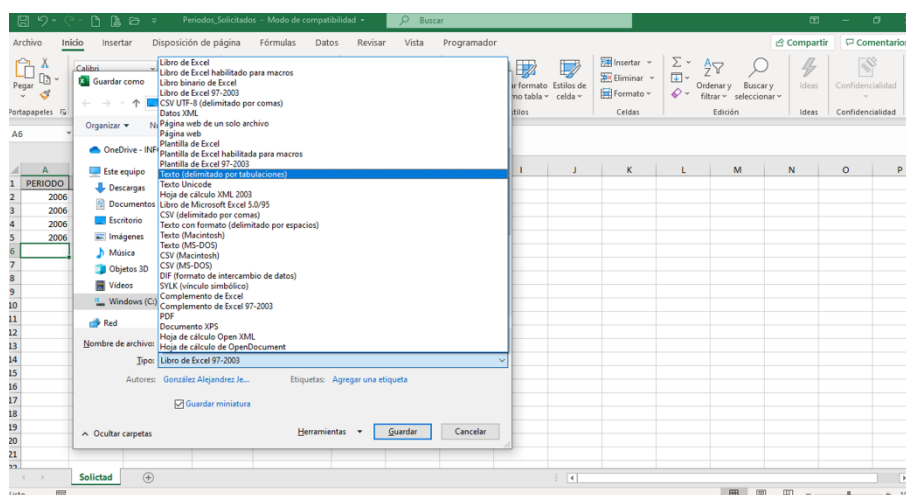 Periodos_Solicitados - Modo de compatibilidad
Buscar
Archivo Inicio Insertar Disposición de página Fórmulas Datos Revisar Vista Programador Compartir Comentarios
Pegar
Portapapeles
Calibri
Insertar
Eliminar
Formato
Estilos de
celda
Ordenar y
filtrar
Buscar y
seleccionar
Ideas
Confidencialidad
Celdas
Edición
Ideas
Confidencialidad
A6
Guardar como
Organizar
OneDrive - INF
Este equipo
Descargas
Documentos
Escritorio
Imágenes
Música
Objetos 3D
Vídeos
Windows (C:)
Red
Libro de Excel
Libro de Excel habilitado para macros
Libro binario de Excel
Libro de Excel 97-2003
CSV UTF-8 (delimitado por comas)
Datos XML
Página web de un solo archivo
Página web
Plantilla de Excel
Plantilla de Excel habilitada para macros
Plantilla de Excel 97-2003
Texto (delimitado por tabulaciones)
Texto Unicode
Hoja de cálculo XML 2003
Libro de Microsoft Excel 5.0/95
CSV (delimitado por comas)
Texto con formato (delimitado por espacios)
Texto (Macintosh)
Texto (MS-DOS)
CSV (Macintosh)
CSV (MS-DOS)
DIF (formato de intercambio de datos)
SYLK (vínculo simbólico)
Complemento de Excel
Complemento de Excel 97-2003
PDF
Documento XPS
Hoja de cálculo Open XML
Hoja de cálculo de OpenDocument
Nombre de archivo:
Tipo: Libro de Excel 97-2003
Autores: González Alejandrez Je... Etiquetas: Agregar una etiqueta
Guardar miniatura
Ocultar carpetas Herramientas Guardar Cancelar
A I J K L M N O P
1 PERIODO
2 2006
3 2006
4 2006
5 2006
6
7
8
9
10
11
12
13
14
15
16
17
18
19
20
21
Solictad